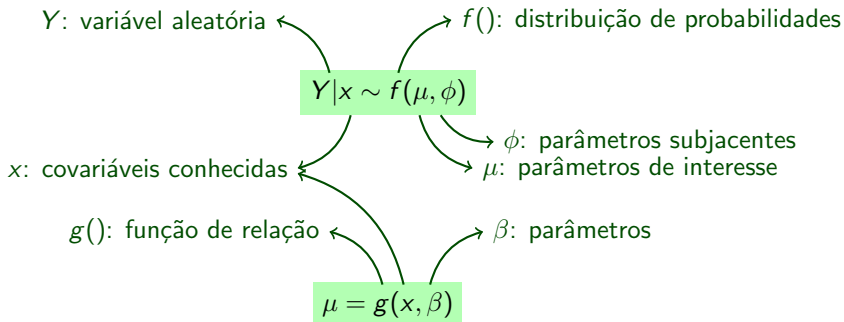 Y: variável aleatória
f(): distribuição de probabilidades
Y|x ∼ f(μ, ϕ)
ϕ: parâmetros subjacentes
x: covariáveis conhecidas
μ: parâmetros de interesse
g(): função de relação
β: parâmetros
μ = g(x, β)